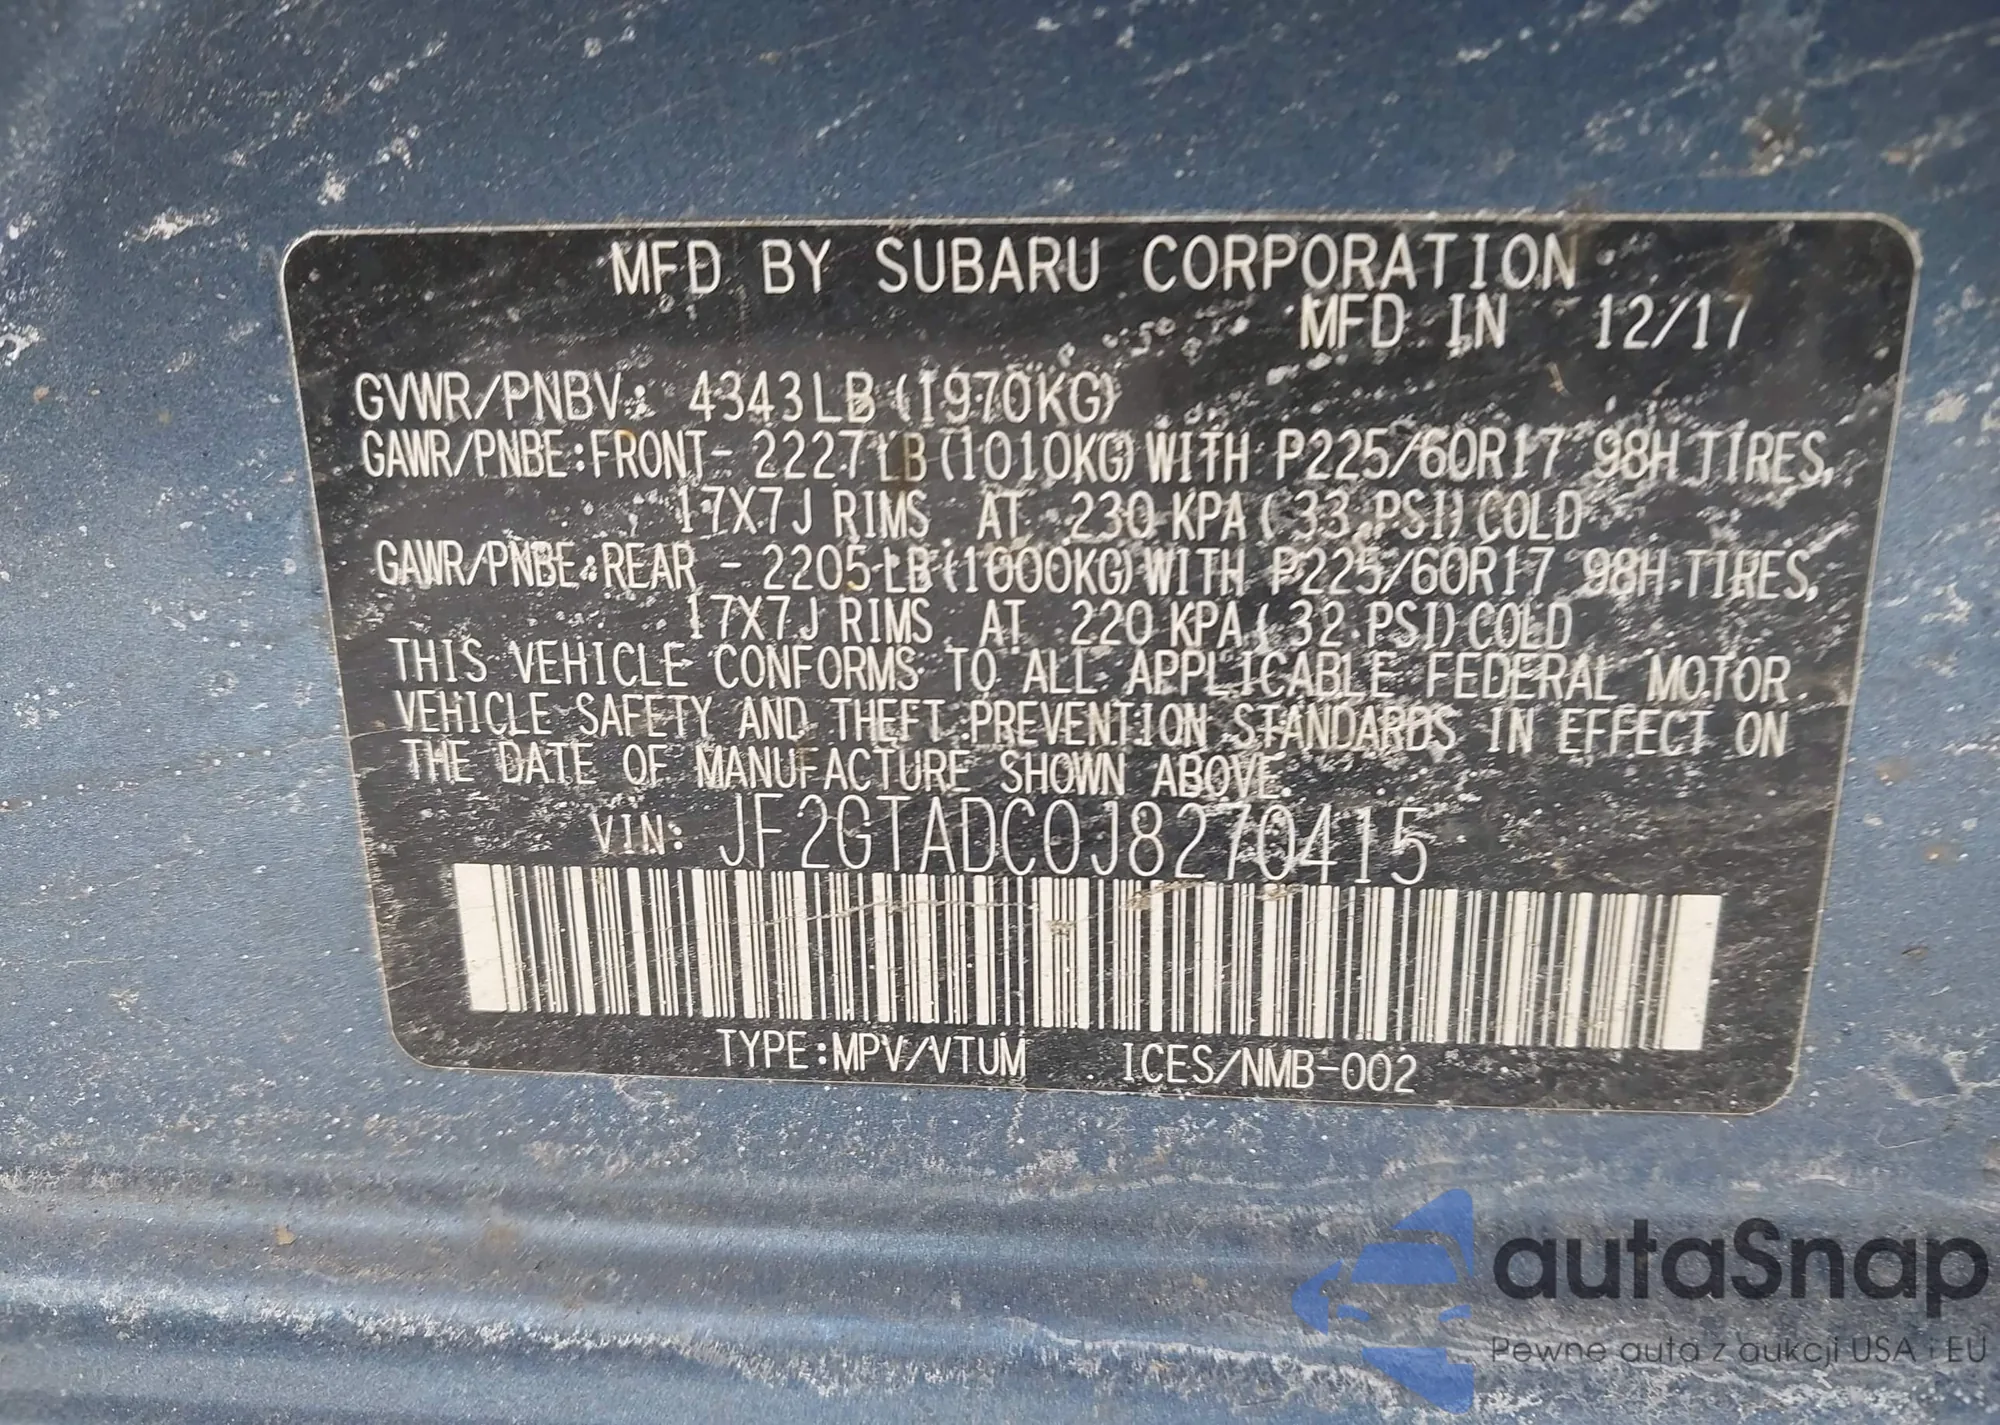 MFD BY SUBARU CORPORATION
MFD IN 12/17
GVWR/PNBV: 4343LB(1970KG)
GAWR/PNBE:FRONT- 2227LB(1010KG)WITH P225/60R17 98H TIRES,
17X7J RIMS AT 230 KPA( 33 PSI)COLD
GAWR/PNBE:REAR - 2205LB(1000KG)WITH P225/60R17 98H TIRES,
17X7J RIMS AT 220 KPA( 32 PSI)COLD
THIS VEHICLE CONFORMS TO ALL APPLICABLE FEDERAL MOTOR
VEHICLE SAFETY AND THEFT PREVENTION STANDARDS IN EFFECT ON
THE DATE OF MANUFACTURE SHOWN ABOVE.
VIN: JF2GTADC0J8270415
TYPE:MPV/VTUM ICES/NMB-002
autaSnap
Pewne auta z aukcji USA i EU